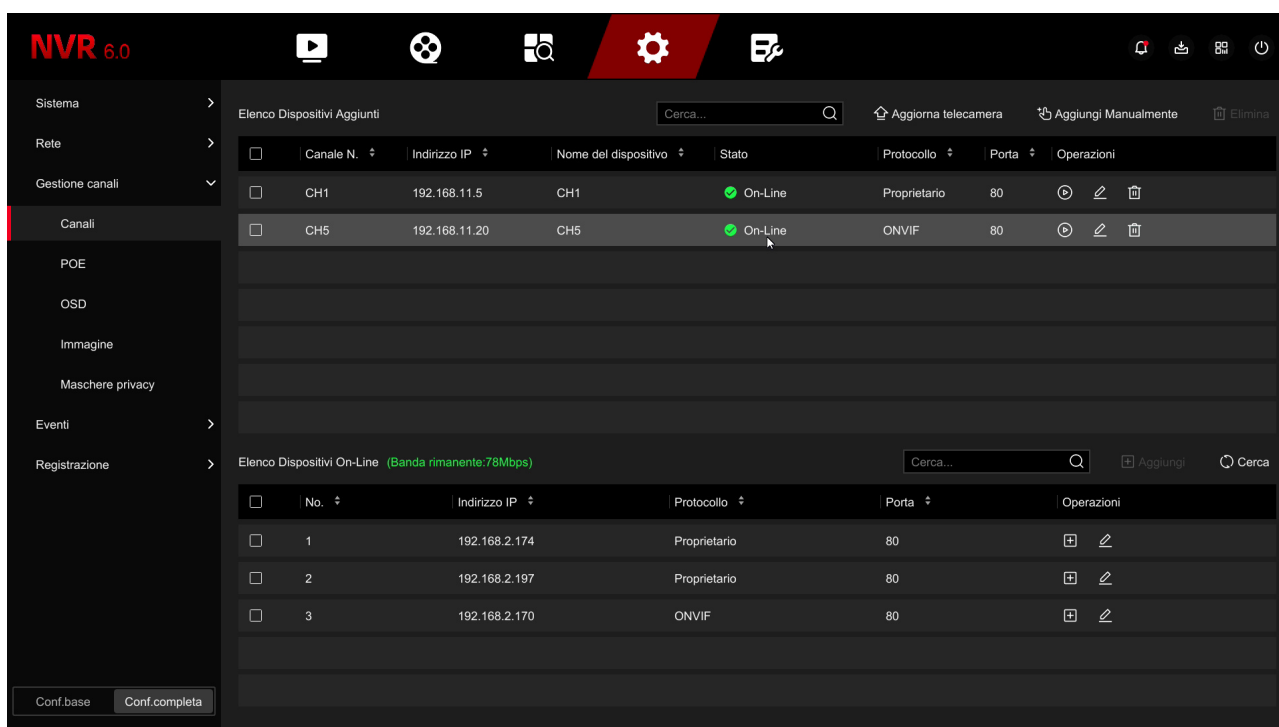 NVR 6.0
Sistema
Rete
Gestione canali
Canali
POE
OSD
Immagine
Maschere privacy
Eventi
Registrazione
Conf.base Conf.completa
Elenco Dispositivi Aggiunti Cerca... Aggiorna telecamera Aggiungi Manualmente Elimina
Canale N. Indirizzo IP Nome del dispositivo Stato Protocollo Porta Operazioni
CH1 192.168.11.5 CH1 On-Line Proprietario 80
CH5 192.168.11.20 CH5 On-Line ONVIF 80
Elenco Dispositivi On-Line (Banda rimanente:78Mbps) Cerca... Aggiungi Cerca
No. Indirizzo IP Protocollo Porta Operazioni
1 192.168.2.174 Proprietario 80
2 192.168.2.197 Proprietario 80
3 192.168.2.170 ONVIF 80